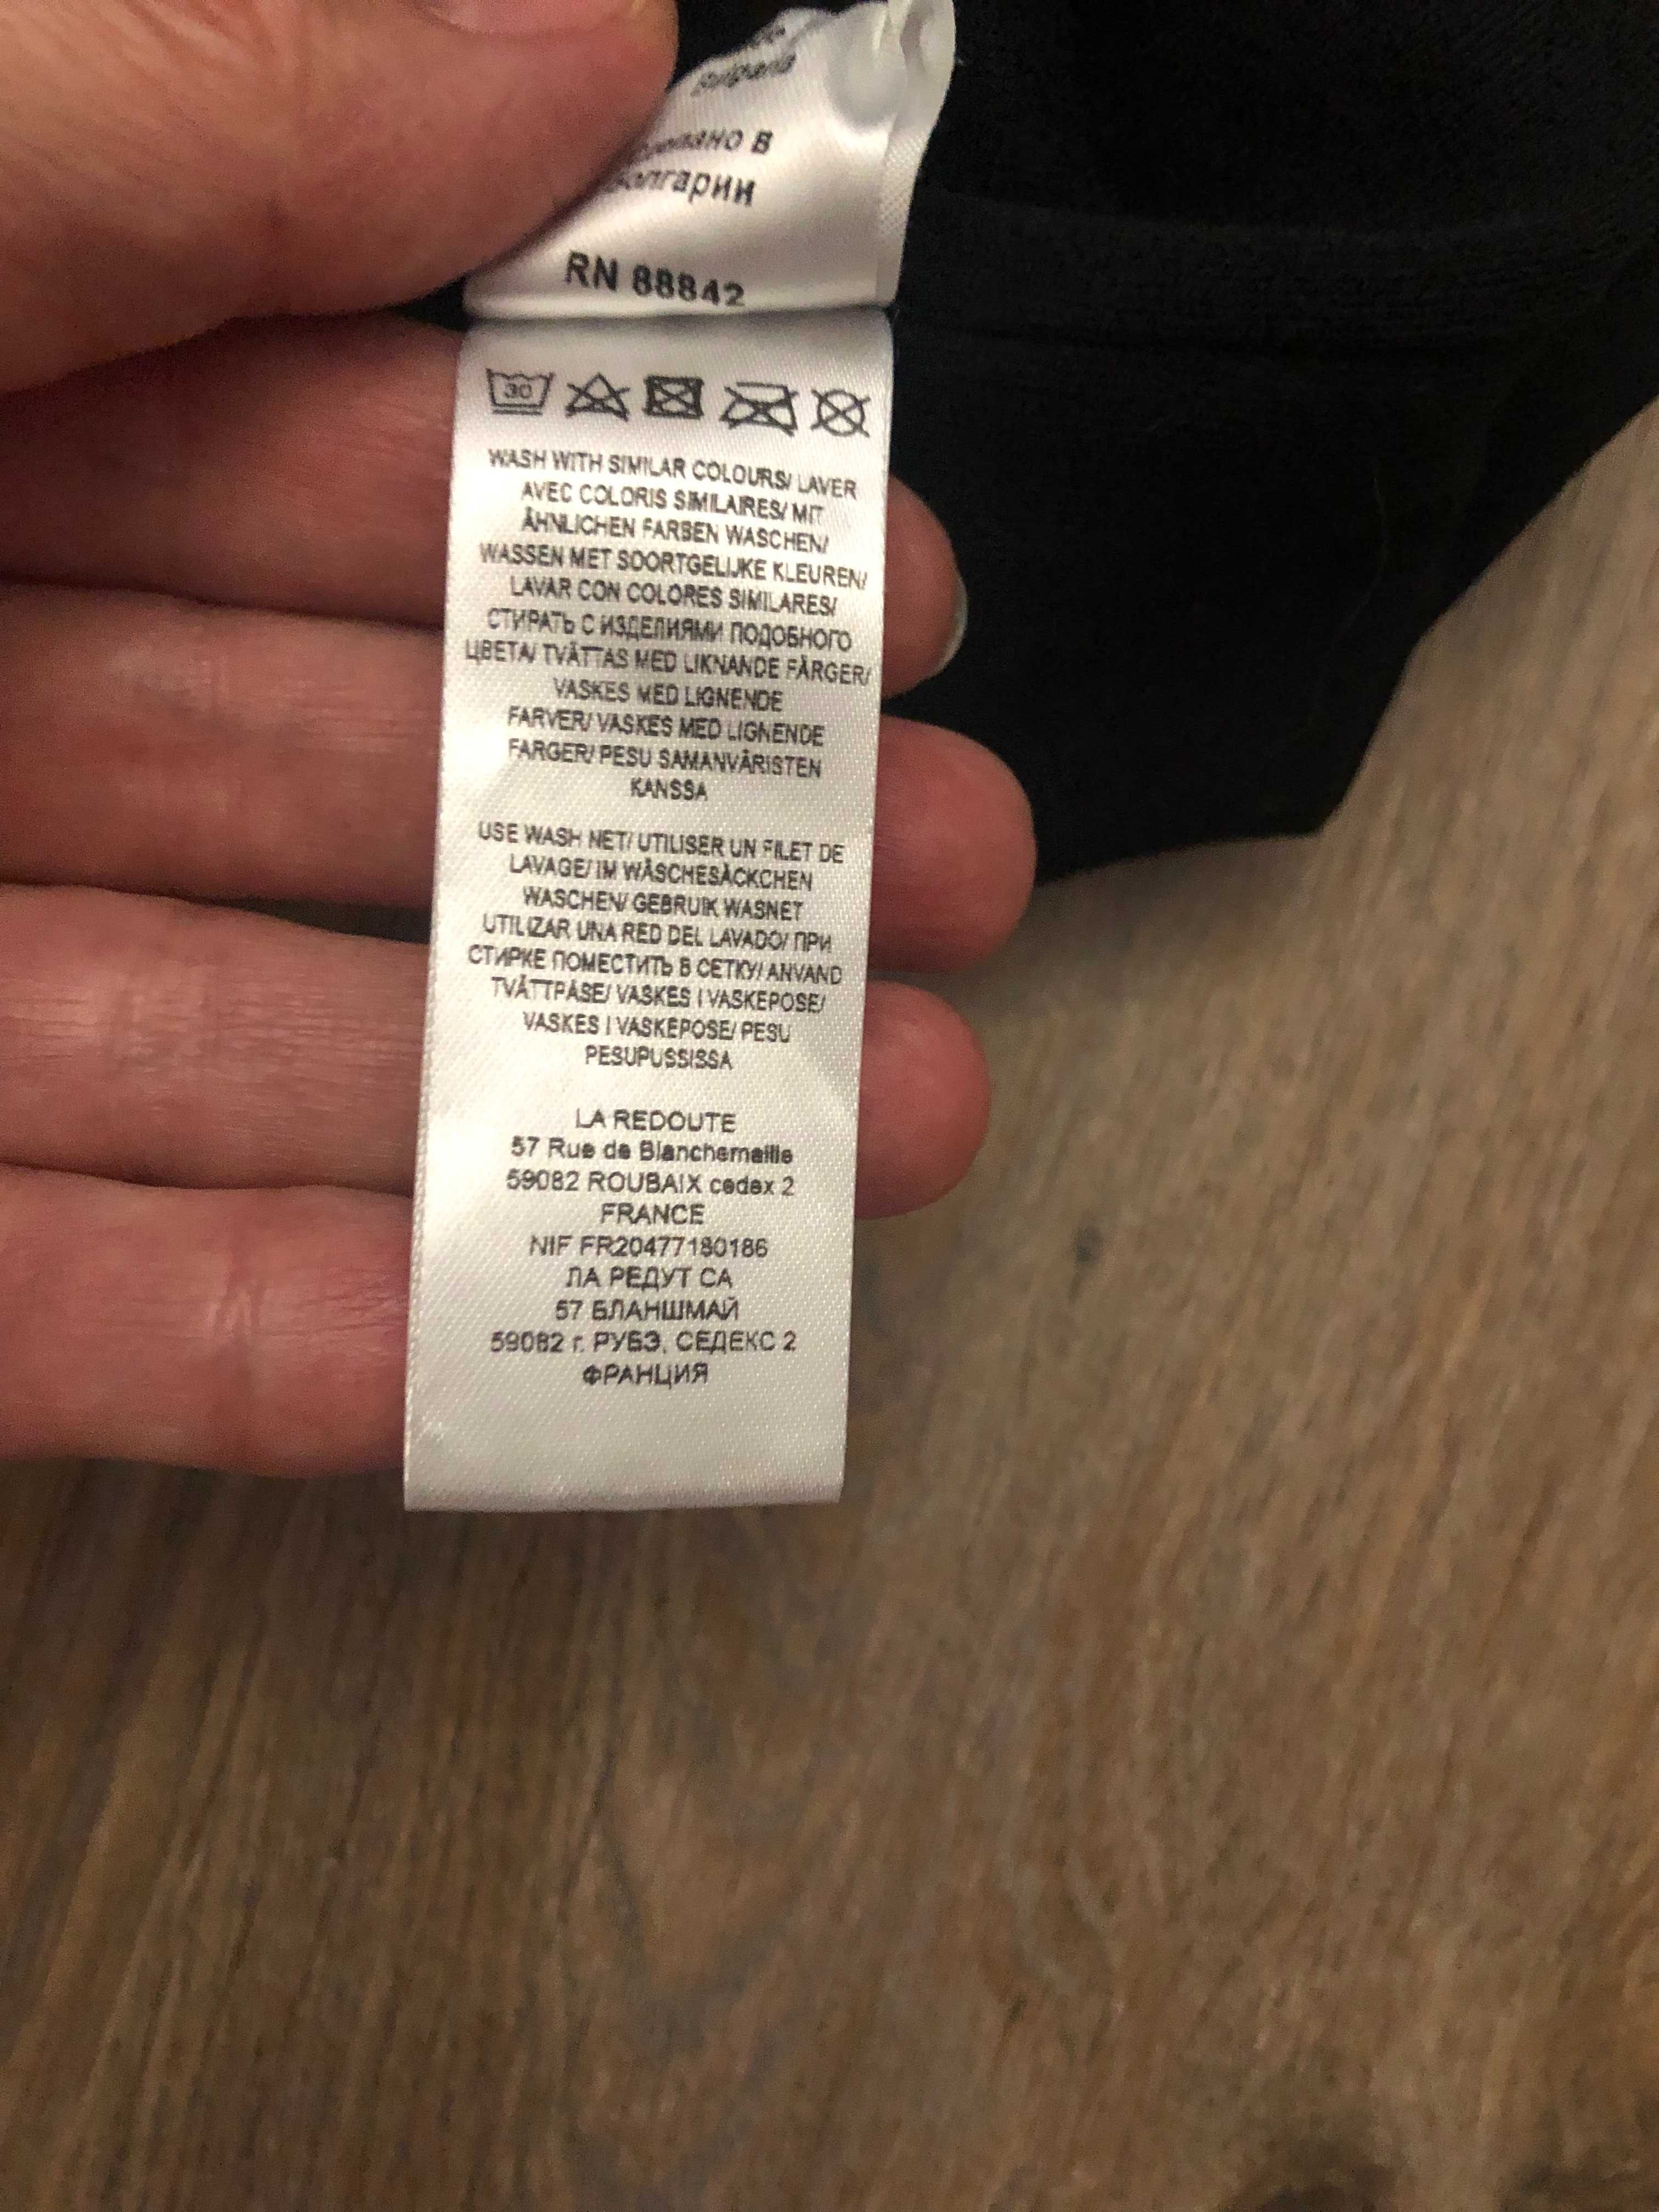 Bulgaria
в
RN 88842
30
WASH WITH SIMILAR COLOURS/ LAVER
AVEC COLORIS SIMILAIRES/ MIT
ÄHNLICHEN FARBEN WASCHEN/
WASSEN MET SOORTGELIJKE KLEUREN/
LAVAR CON COLORES SIMILARES/
СТИРАТЬ С ИЗДЕЛИЯМИ ПОДОБНОГО
ЦВЕТА/ TVÄTTAS MED LIKNANDE FÄRGER/
VASKES MED LIGNENDE
FARVER/ VASKES MED LIGNENDE
FARGER/ PESU SAMANVÄRISTEN
KANSSA
USE WASH NET/ UTILISER UN FILET DE
LAVAGE/ IM WÄSCHESÄCKCHEN
WASCHEN/ GEBRUIK WASNET
UTILIZAR UNA RED DEL LAVADO/ ПРИ
СТИРКЕ ПОМЕСТИТЬ В СЕТКУ/ ANVAND
TVÄTTPÅSE/ VASKES I VASKEPOSE/
VASKES I VASKEPOSE/ PESU
PESUPUSSISSA
LA REDOUTE
57 Rue de Blanchemaille
59082 ROUBAIX cedex 2
FRANCE
NIF FR20477180186
ЛА РЕДУТ СА
57 БЛАНШМАЙ
59082 г. РУБЭ, СЕДЕКС 2
ФРАНЦИЯ